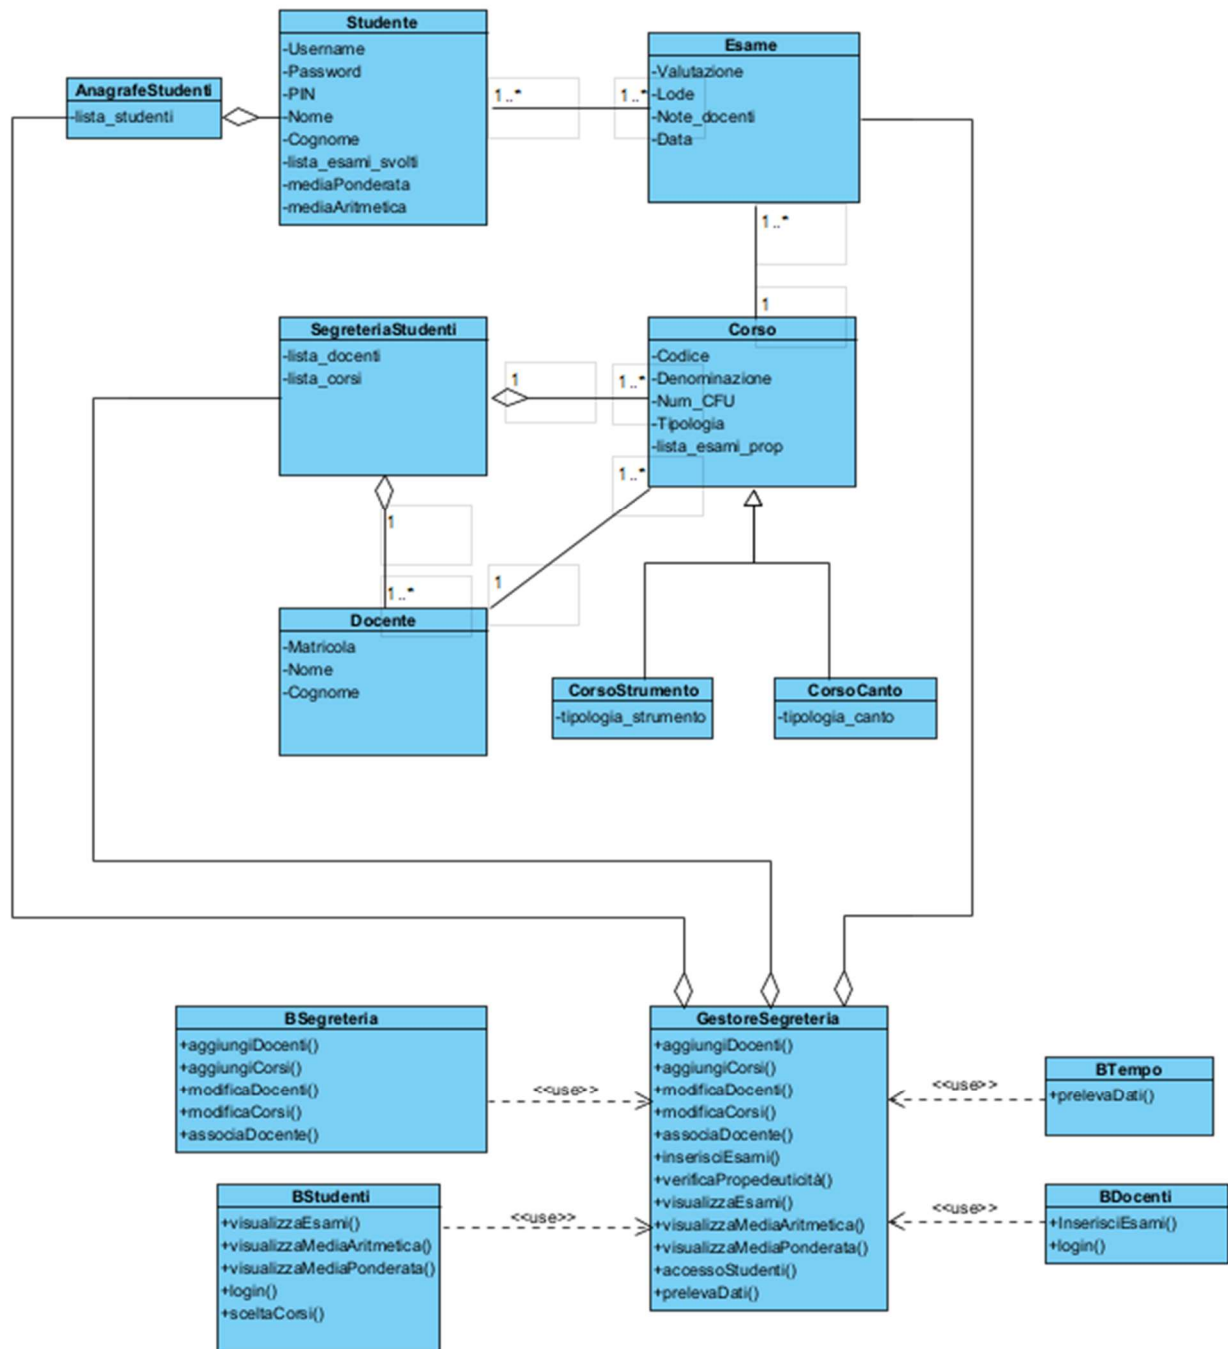 Studente
-Username
-Password
-PIN
-Nome
-Cognome
-lista_esami_svolti
-mediaPonderata
-mediaAritmetica
AnagrafeStudenti
-lista_studenti
1..*
1..*
Esame
-Valutazione
-Lode
-Note_docenti
-Data
1..*
1
SegreteriaStudenti
-lista_docenti
-lista_corsi
1
1..*
Corso
-Codice
-Denominazione
-Num_CFU
-Tipologia
-lista_esami_prop
1..*
1
1
1..*
Docente
-Matricola
-Nome
-Cognome
CorsoStrumento
-tipologia_strumento
CorsoCanto
-tipologia_canto
BSegreteria
+aggiungiDocenti()
+aggiungiCorsi()
+modificaDocenti()
+modificaCorsi()
+associaDocente()
<<use>>
GestoreSegreteria
+aggiungiDocenti()
+aggiungiCorsi()
+modificaDocenti()
+modificaCorsi()
+associaDocente()
+inserisciEsami()
+verificaPropedeuticità()
+visualizzaEsami()
+visualizzaMediaAritmetica()
+visualizzaMediaPonderata()
+accessoStudenti()
+prelevaDati()
<<use>>
BTempo
+prelevaDati()
BStudenti
+visualizzaEsami()
+visualizzaMediaAritmetica()
+visualizzaMediaPonderata()
+login()
+sceltaCorsi()
<<use>>
<<use>>
BDocenti
+InserisciEsami()
+login()